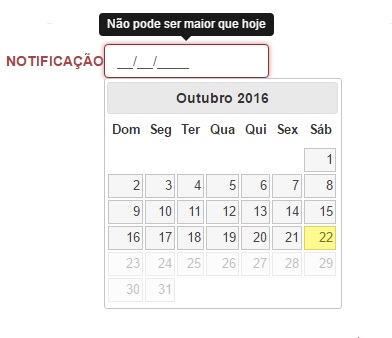 Não pode ser maior que hoje
NOTIFICAÇÃO __/__/____
Outubro 2016
Dom Seg Ter Qua Qui Sex Sáb
1
2 3 4 5 6 7 8
9 10 11 12 13 14 15
16 17 18 19 20 21 22
23 24 25 26 27 28 29
30 31